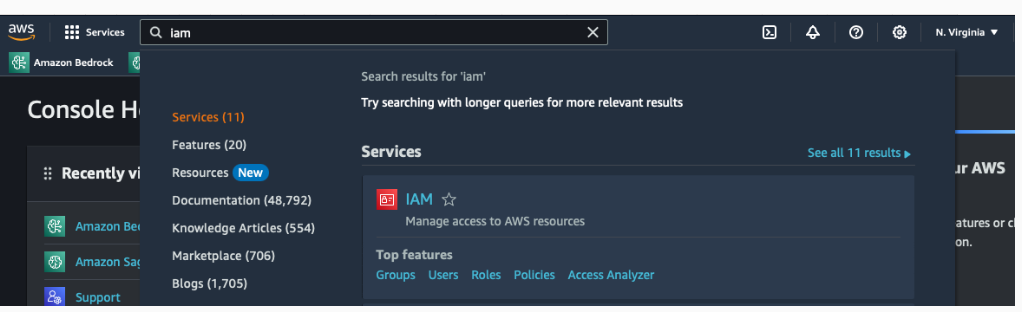 aws
Services
iam
N. Virginia
Amazon Bedrock
Search results for 'iam'
Try searching with longer queries for more relevant results
Console H
Services (11)
Features (20)
Resources New
Documentation (48,792)
Knowledge Articles (554)
Marketplace (706)
Blogs (1,705)
Services
See all 11 results
IAM
Manage access to AWS resources
Top features
Groups Users Roles Policies Access Analyzer
Recently vi
Amazon Bed
Amazon Sag
Support
ur AWS
atures or cl
on.